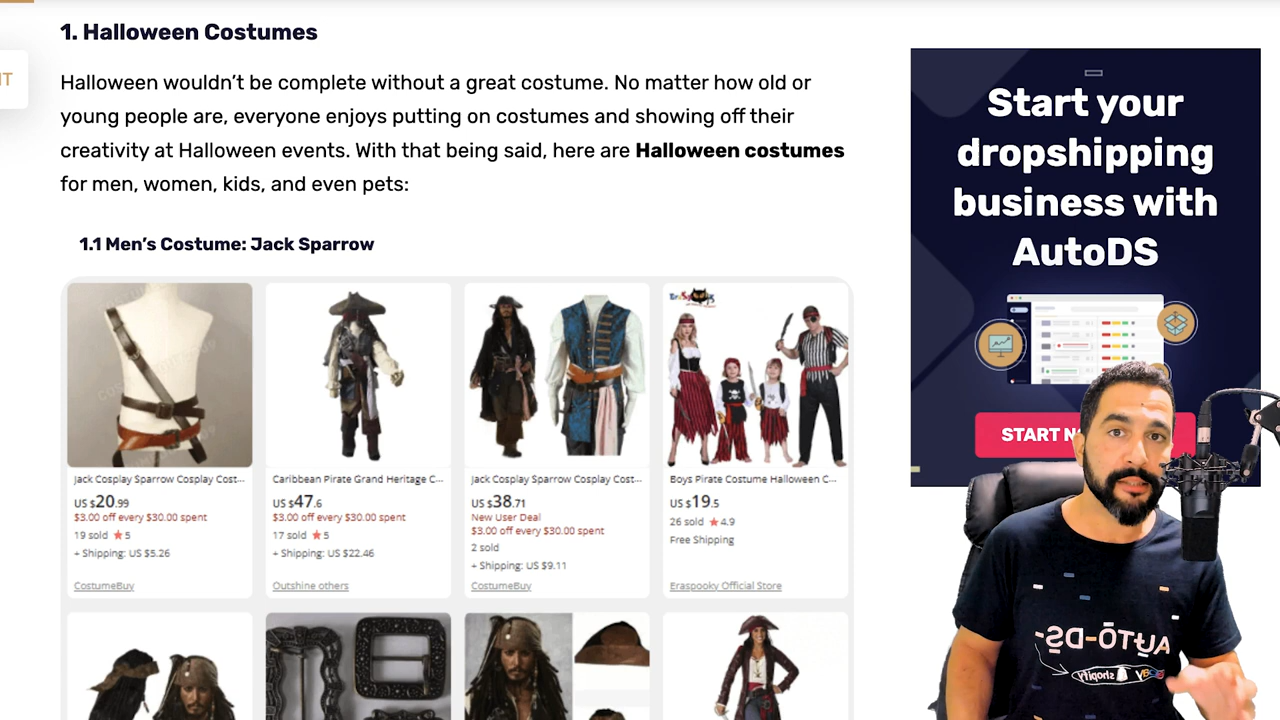 1. Halloween Costumes
Halloween wouldn't be complete without a great costume. No matter how old or
young people are, everyone enjoys putting on costumes and showing off their
creativity at Halloween events. With that being said, here are Halloween costumes
for men, women, kids, and even pets:
1.1 Men's Costume: Jack Sparrow
Jack Cosplay Sparrow Cosplay Cost...
US $20.99
$3.00 off every $30.00 spent
19 sold ★5
+ Shipping: US $5.26
CostumeBuy
Caribbean Pirate Grand Heritage C...
US $47.6
$3.00 off every $30.00 spent
17 sold ★5
+ Shipping: US $22.46
Outshine others
Jack Cosplay Sparrow Cosplay Cost...
US $38.71
New User Deal
$3.00 off every $30.00 spent
2 sold
+ Shipping: US $9.11
CostumeBuy
Boys Pirate Costume Halloween C...
US $19.5
26 sold ★4.9
Free Shipping
Eraspooky Official Store
Start your
dropshipping
business with
AutoDS
START
AUTO-DS-
shopify